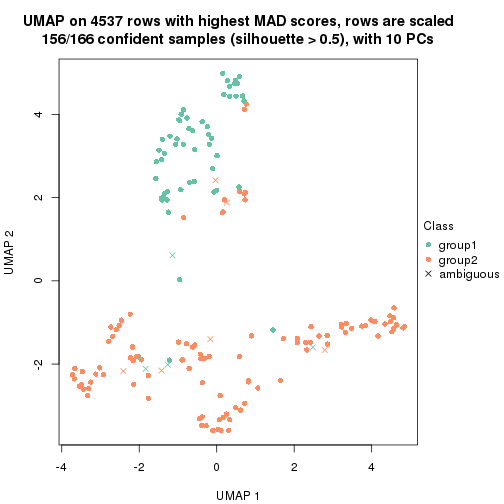 UMAP on 4537 rows with highest MAD scores, rows are scaled
156/166 confident samples (silhouette > 0.5), with 10 PCs
UMAP 2
4
2
0
-2
-4
-2
0
2
4
UMAP 1
Class
group1
group2
ambiguous